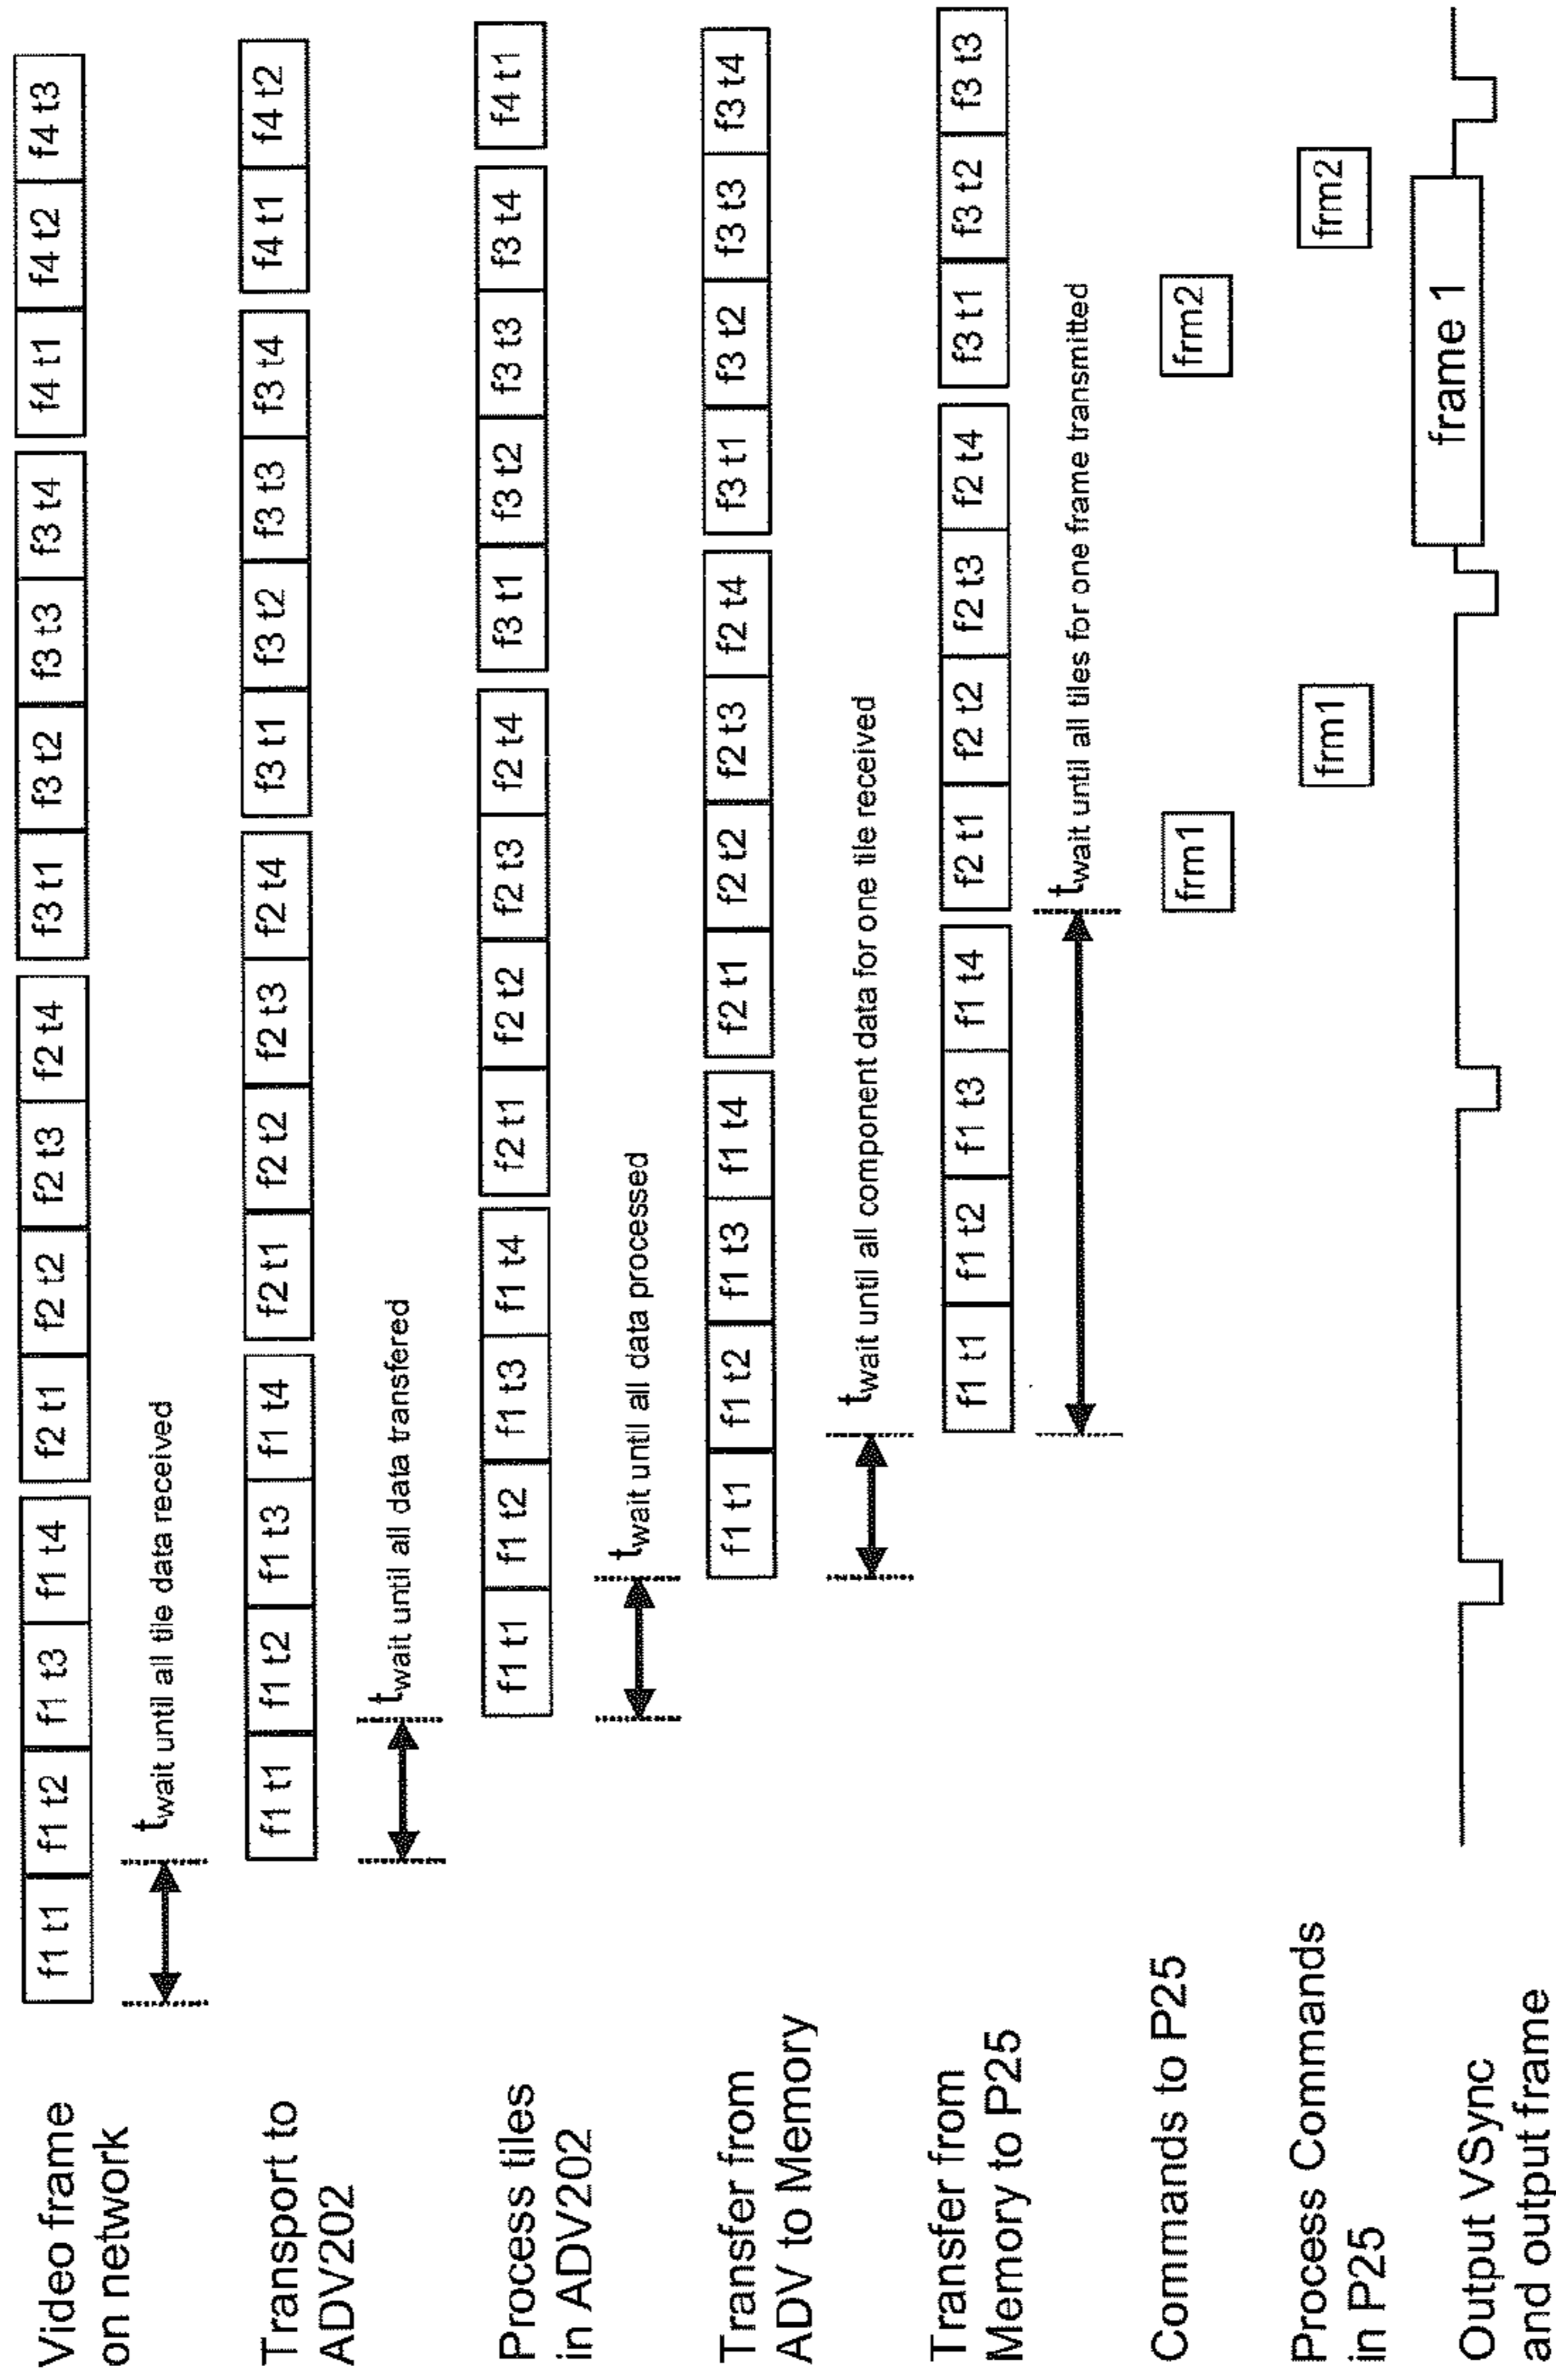 Video frame
on network
f1 t1 f1 t2 f1 t3 f1 t4 f2 t1 f2 t2 f2 t3 f2 t4 f3 t1 f3 t2 f3 t3 f3 t4 f4 t1 f4 t2 f4 t3
twait until all tile data received
Transport to
ADV202
f1 t1 f1 t2 f1 t3 f1 t4 f2 t1 f2 t2 f2 t3 f2 t4 f3 t1 f3 t2 f3 t3 f3 t4 f4 t1 f4 t2
twait until all data transfered
Process tiles
in ADV202
f1 t1 f1 t2 f1 t3 f1 t4 f2 t1 f2 t2 f2 t3 f2 t4 f3 t1 f3 t2 f3 t3 f3 t4 f4 t1
twait until all data processed
Transfer from
ADV to Memory
f1 t1 f1 t2 f1 t3 f1 t4 f2 t1 f2 t2 f2 t3 f2 t4 f3 t1 f3 t2 f3 t3 f3 t4
twait until all component data for one tile received
Transfer from
Memory to P25
f1 t1 f1 t2 f1 t3 f1 t4 f2 t1 f2 t2 f2 t3 f2 t4 f3 t1 f3 t2 f3 t3
twait until all tiles for one frame transmitted
Commands to P25
frm1 frm2
Process Commands
in P25
frm1 frm2
Output VSync
and output frame
frame 1